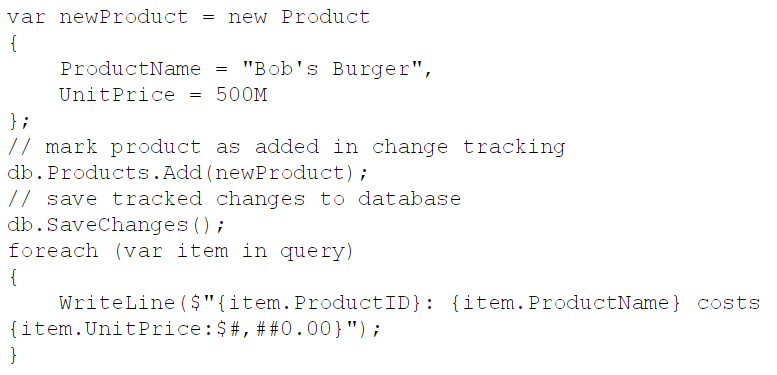 var newProduct = new Product
{
    ProductName = "Bob's Burger",
    UnitPrice = 500M
};
// mark product as added in change tracking
db.Products.Add(newProduct);
// save tracked changes to database
db.SaveChanges();
foreach (var item in query)
{
    WriteLine($"{item.ProductID}: {item.ProductName} costs
{item.UnitPrice:$#,##0.00}");
}